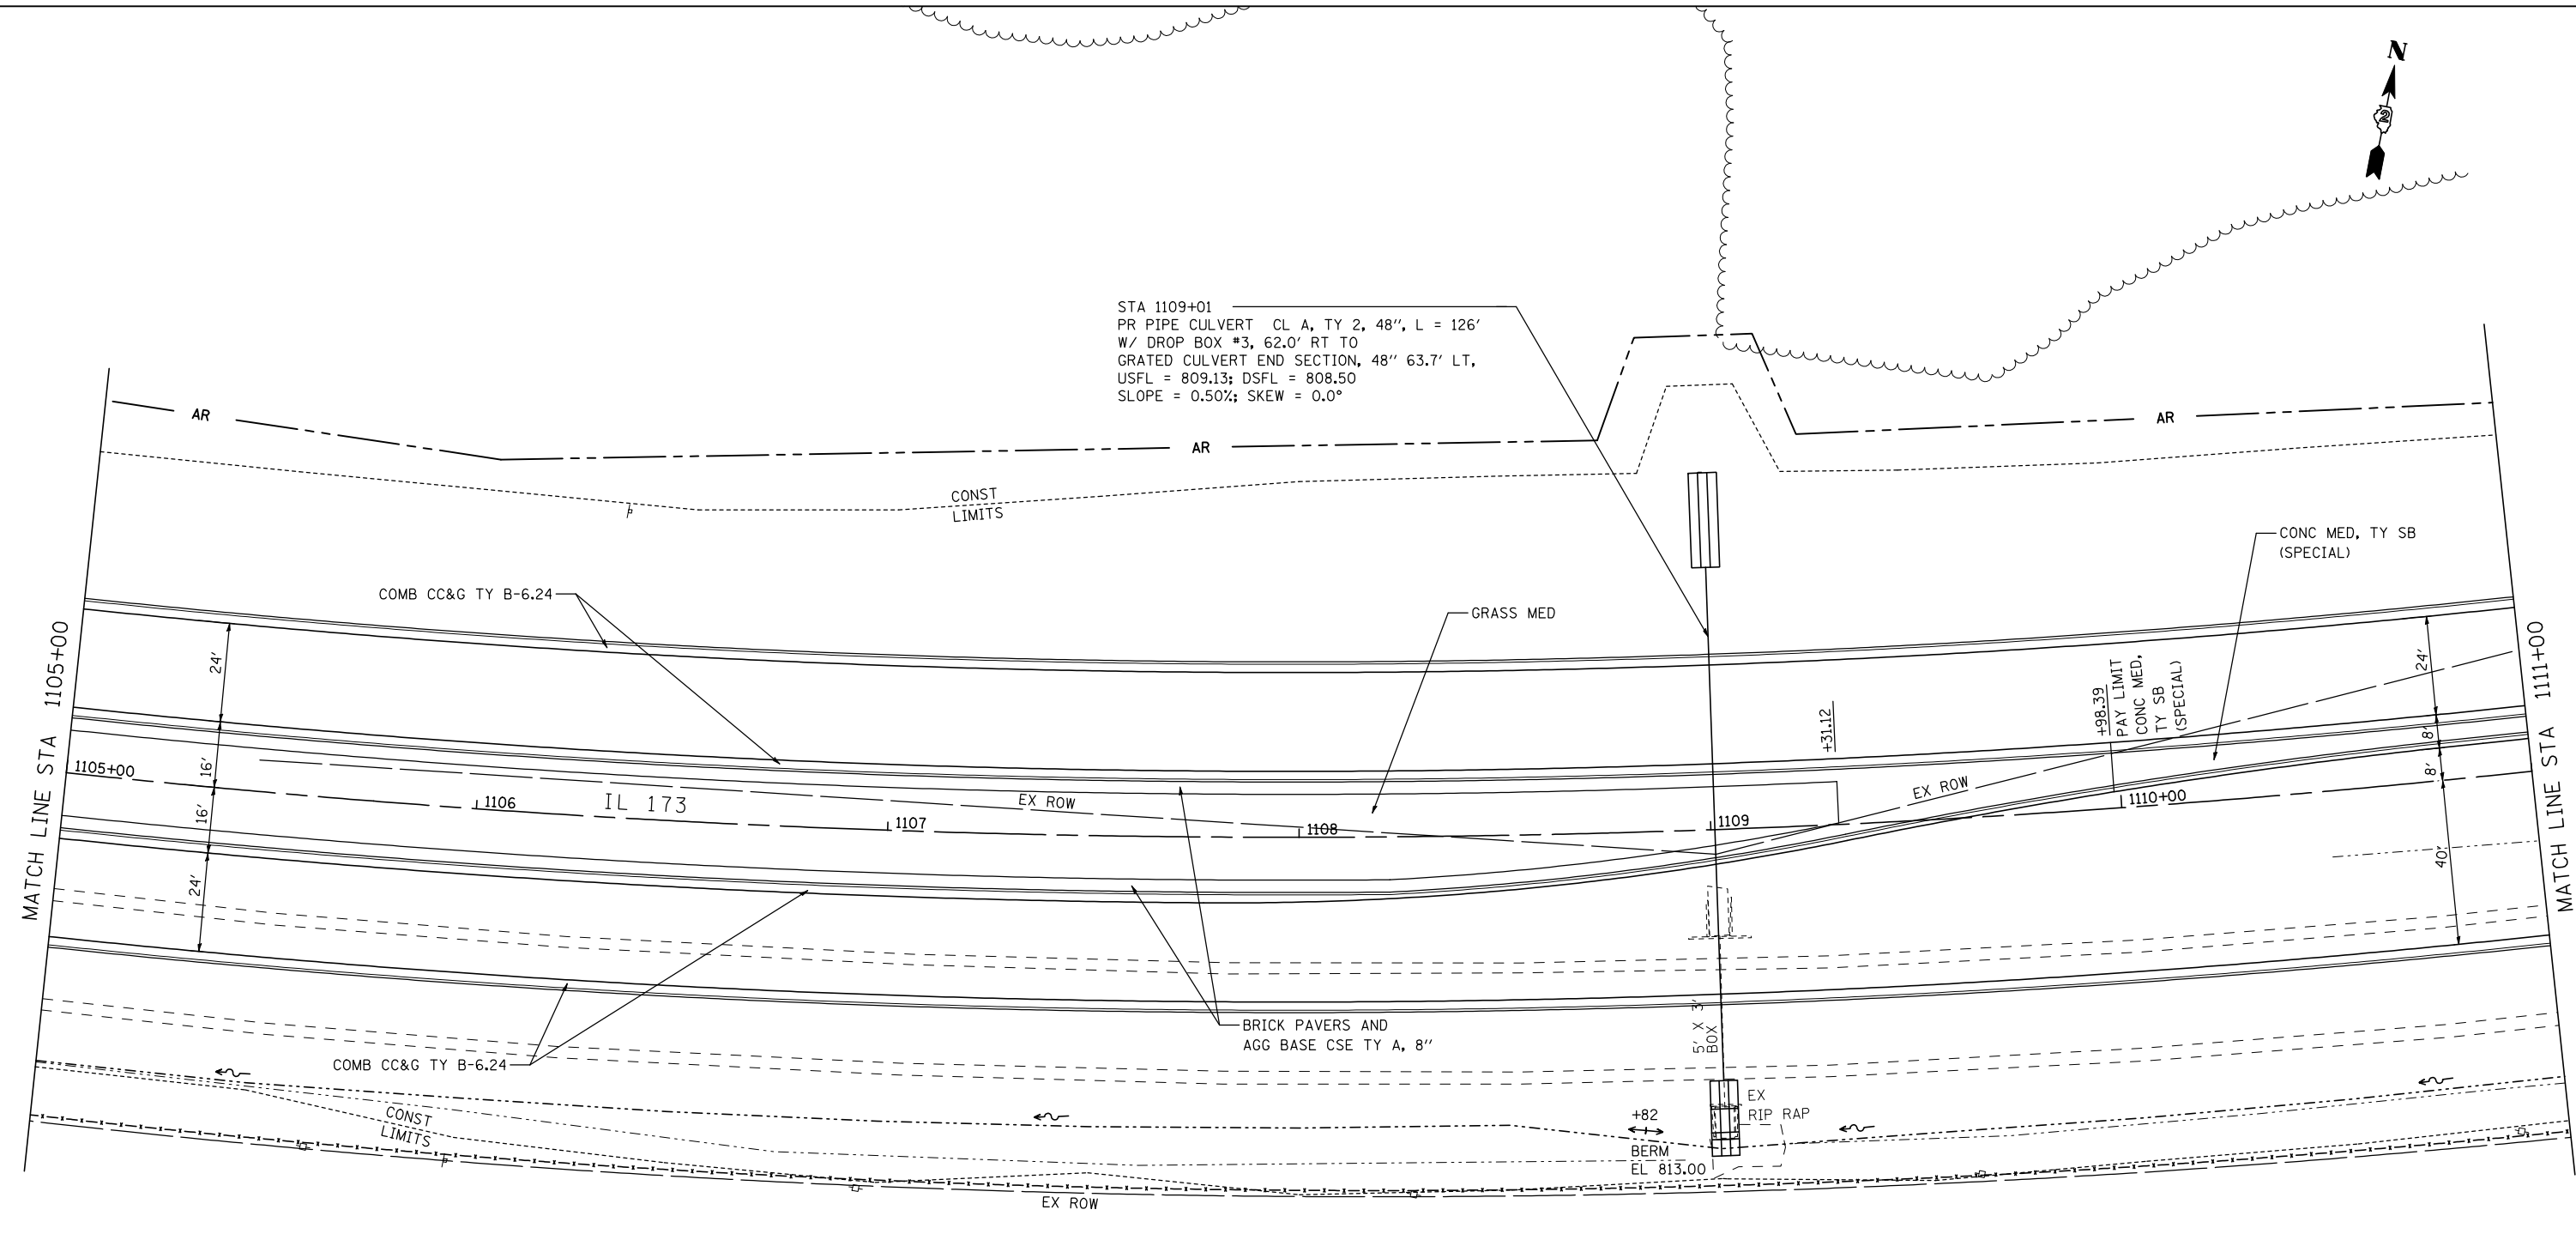 N
2
STA 1109+01
PR PIPE CULVERT CL A, TY 2, 48", L = 126'
W/ DROP BOX #3, 62.0' RT TO
GRATED CULVERT END SECTION, 48" 63.7' LT,
USFL = 809.13; DSFL = 808.50
SLOPE = 0.50%; SKEW = 0.0°
AR
AR
AR
CONST
LIMITS
CONC MED, TY SB
(SPECIAL)
COMB CC&G TY B-6.24
GRASS MED
MATCH LINE STA 1105+00
24'
16'
16'
24'
1105+00
1106
IL 173
1107
EX ROW
1108
1109
+31.12
EX ROW
+98.39
PAY LIMIT
CONC MED,
TY SB
(SPECIAL)
1110+00
24'
8'
8'
40'
MATCH LINE STA 1111+00
5' X 3'
BOX
BRICK PAVERS AND
AGG BASE CSE TY A, 8"
COMB CC&G TY B-6.24
CONST
LIMITS
+82
BERM
EL 813.00
EX
RIP RAP
EX ROW